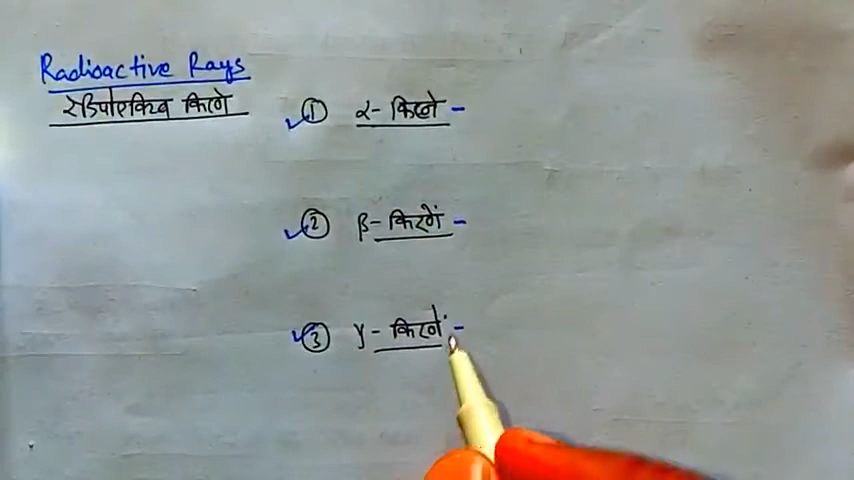 Radioactive Rays
रेडियोएक्टिव किरणे
① α- किरणे -
② β- किरणें -
③ γ- किरणें -